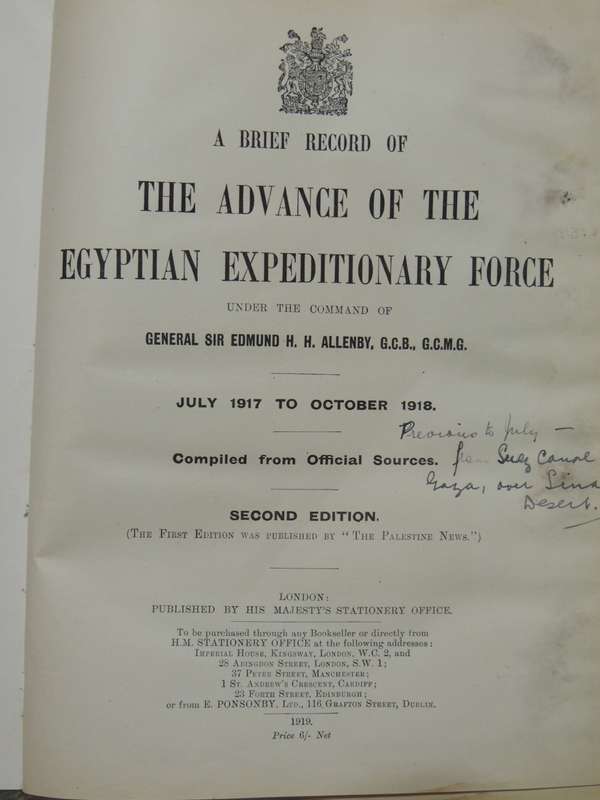 A BRIEF RECORD OF
THE ADVANCE OF THE
EGYPTIAN EXPEDITIONARY FORCE
UNDER THE COMMAND OF
GENERAL SIR EDMUND H. H. ALLENBY, G.C.B., G.C.M.G.
JULY 1917 TO OCTOBER 1918.
Previous to July —
Compiled from Official Sources.
from Suez Canal
Gaza, over Sina
Desert.
SECOND EDITION.
(THE FIRST EDITION WAS PUBLISHED BY "THE PALESTINE NEWS.")
LONDON:
PUBLISHED BY HIS MAJESTY'S STATIONERY OFFICE.
To be purchased through any Bookseller or directly from
H.M. STATIONERY OFFICE at the following addresses:
IMPERIAL HOUSE, KINGSWAY, LONDON, W.C. 2, and
28 ABINGDON STREET, LONDON, S.W. 1;
37 PETER STREET, MANCHESTER;
1 ST. ANDREW'S CRESCENT, CARDIFF;
23 FORTH STREET, EDINBURGH;
or from E. PONSONBY, LTD., 116 GRAFTON STREET, DUBLIN.
1919.
Price 6/- Net